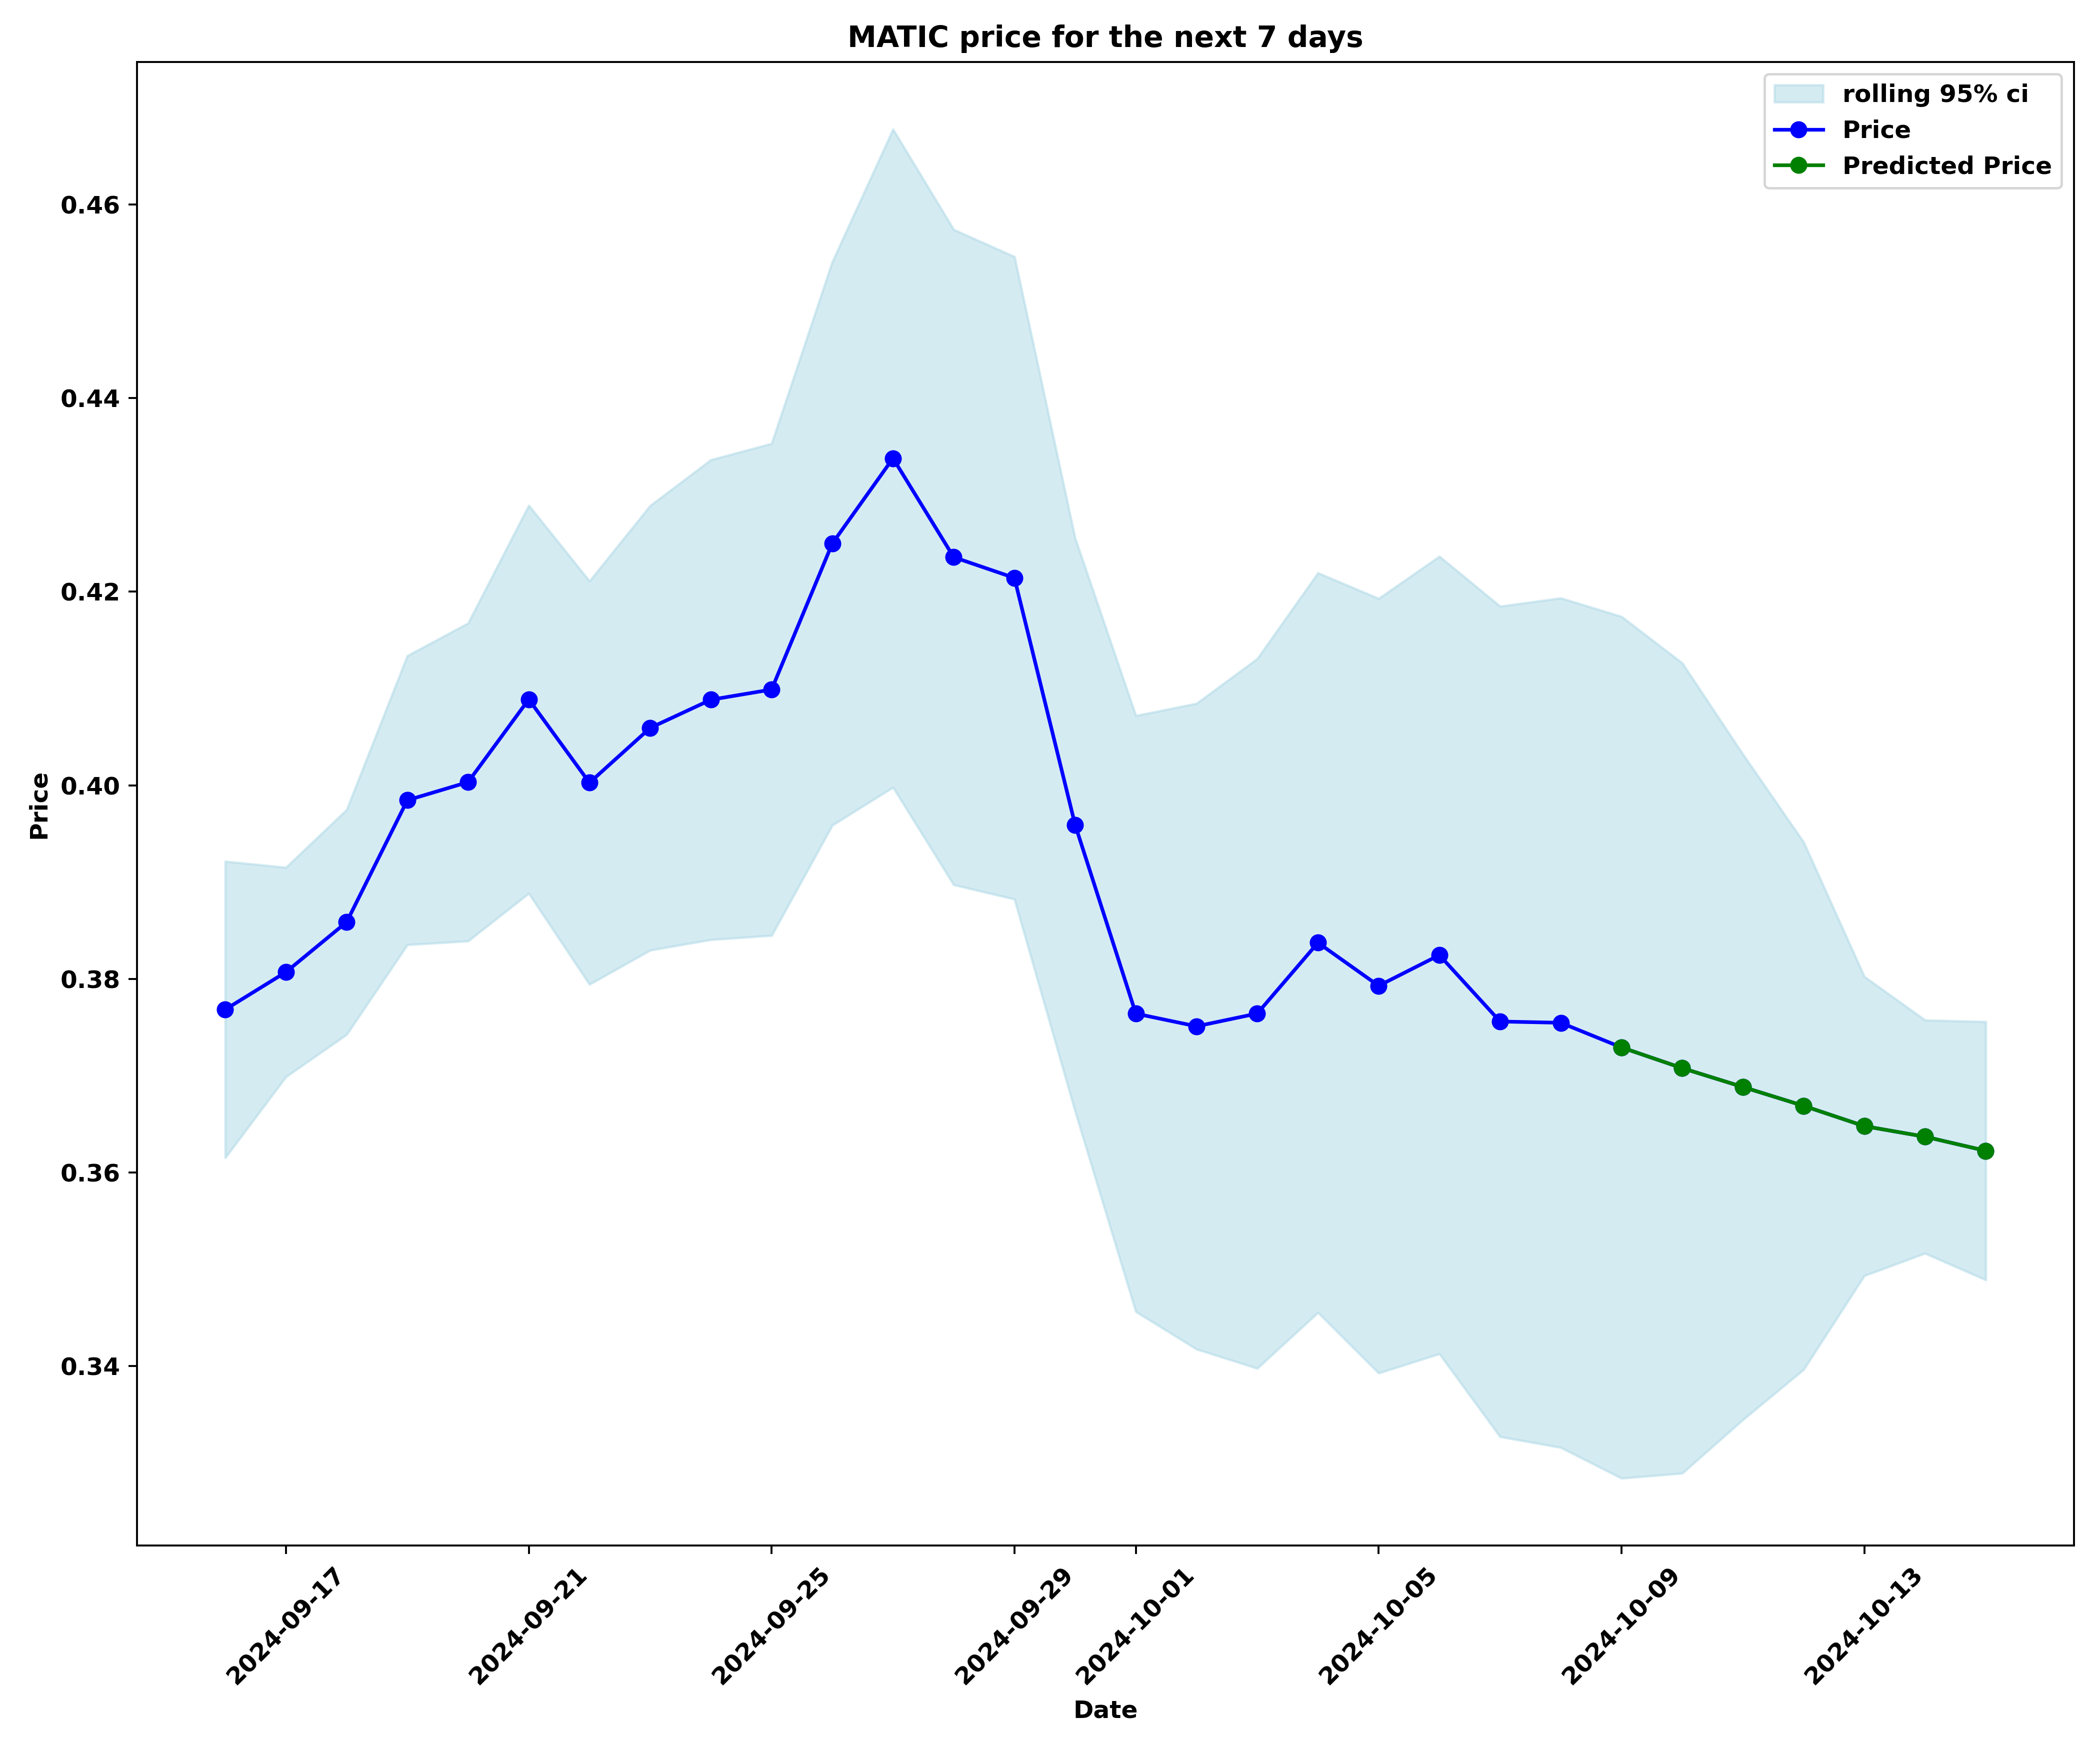 MATIC price for the next 7 days
rolling 95% ci
Price
Predicted Price
0.46
0.44
0.42
0.40
0.38
0.36
0.34
Price
2024-09-17
2024-09-21
2024-09-25
2024-09-29
2024-10-01
2024-10-05
2024-10-09
2024-10-13
Date